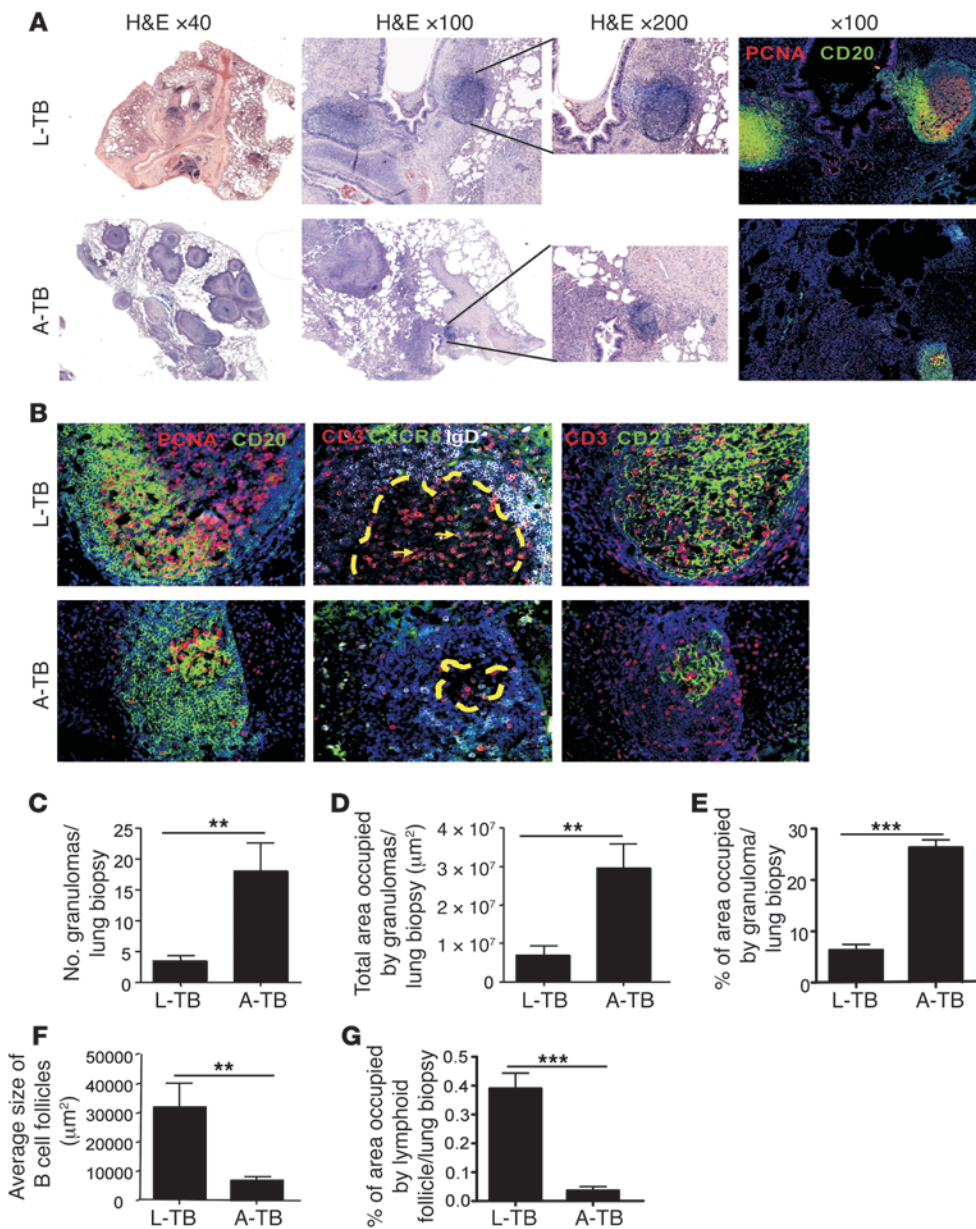 A
H&E ×40
H&E ×100
H&E ×200
×100
L-TB
PCNA CD20
A-TB
B
PCNA CD20
CD3 CXCR5 IgD
CD3 CD21
L-TB
A-TB
C
No. granulomas/
lung biopsy
25
20
15
10
5
0
**
L-TB
A-TB
D
Total area occupied
by granulomas/
lung biopsy (μm²)
4 × 10⁷
3 × 10⁷
2 × 10⁷
1 × 10⁷
0
**
L-TB
A-TB
E
% of area occupied
by granuloma/
lung biopsy
30
20
10
0
***
L-TB
A-TB
F
Average size of
B cell follicles
(μm²)
50000
40000
30000
20000
10000
0
**
L-TB
A-TB
G
% of area occupied
by lymphoid
follicle/lung biopsy
0.5
0.4
0.3
0.2
0.1
0.0
***
L-TB
A-TB